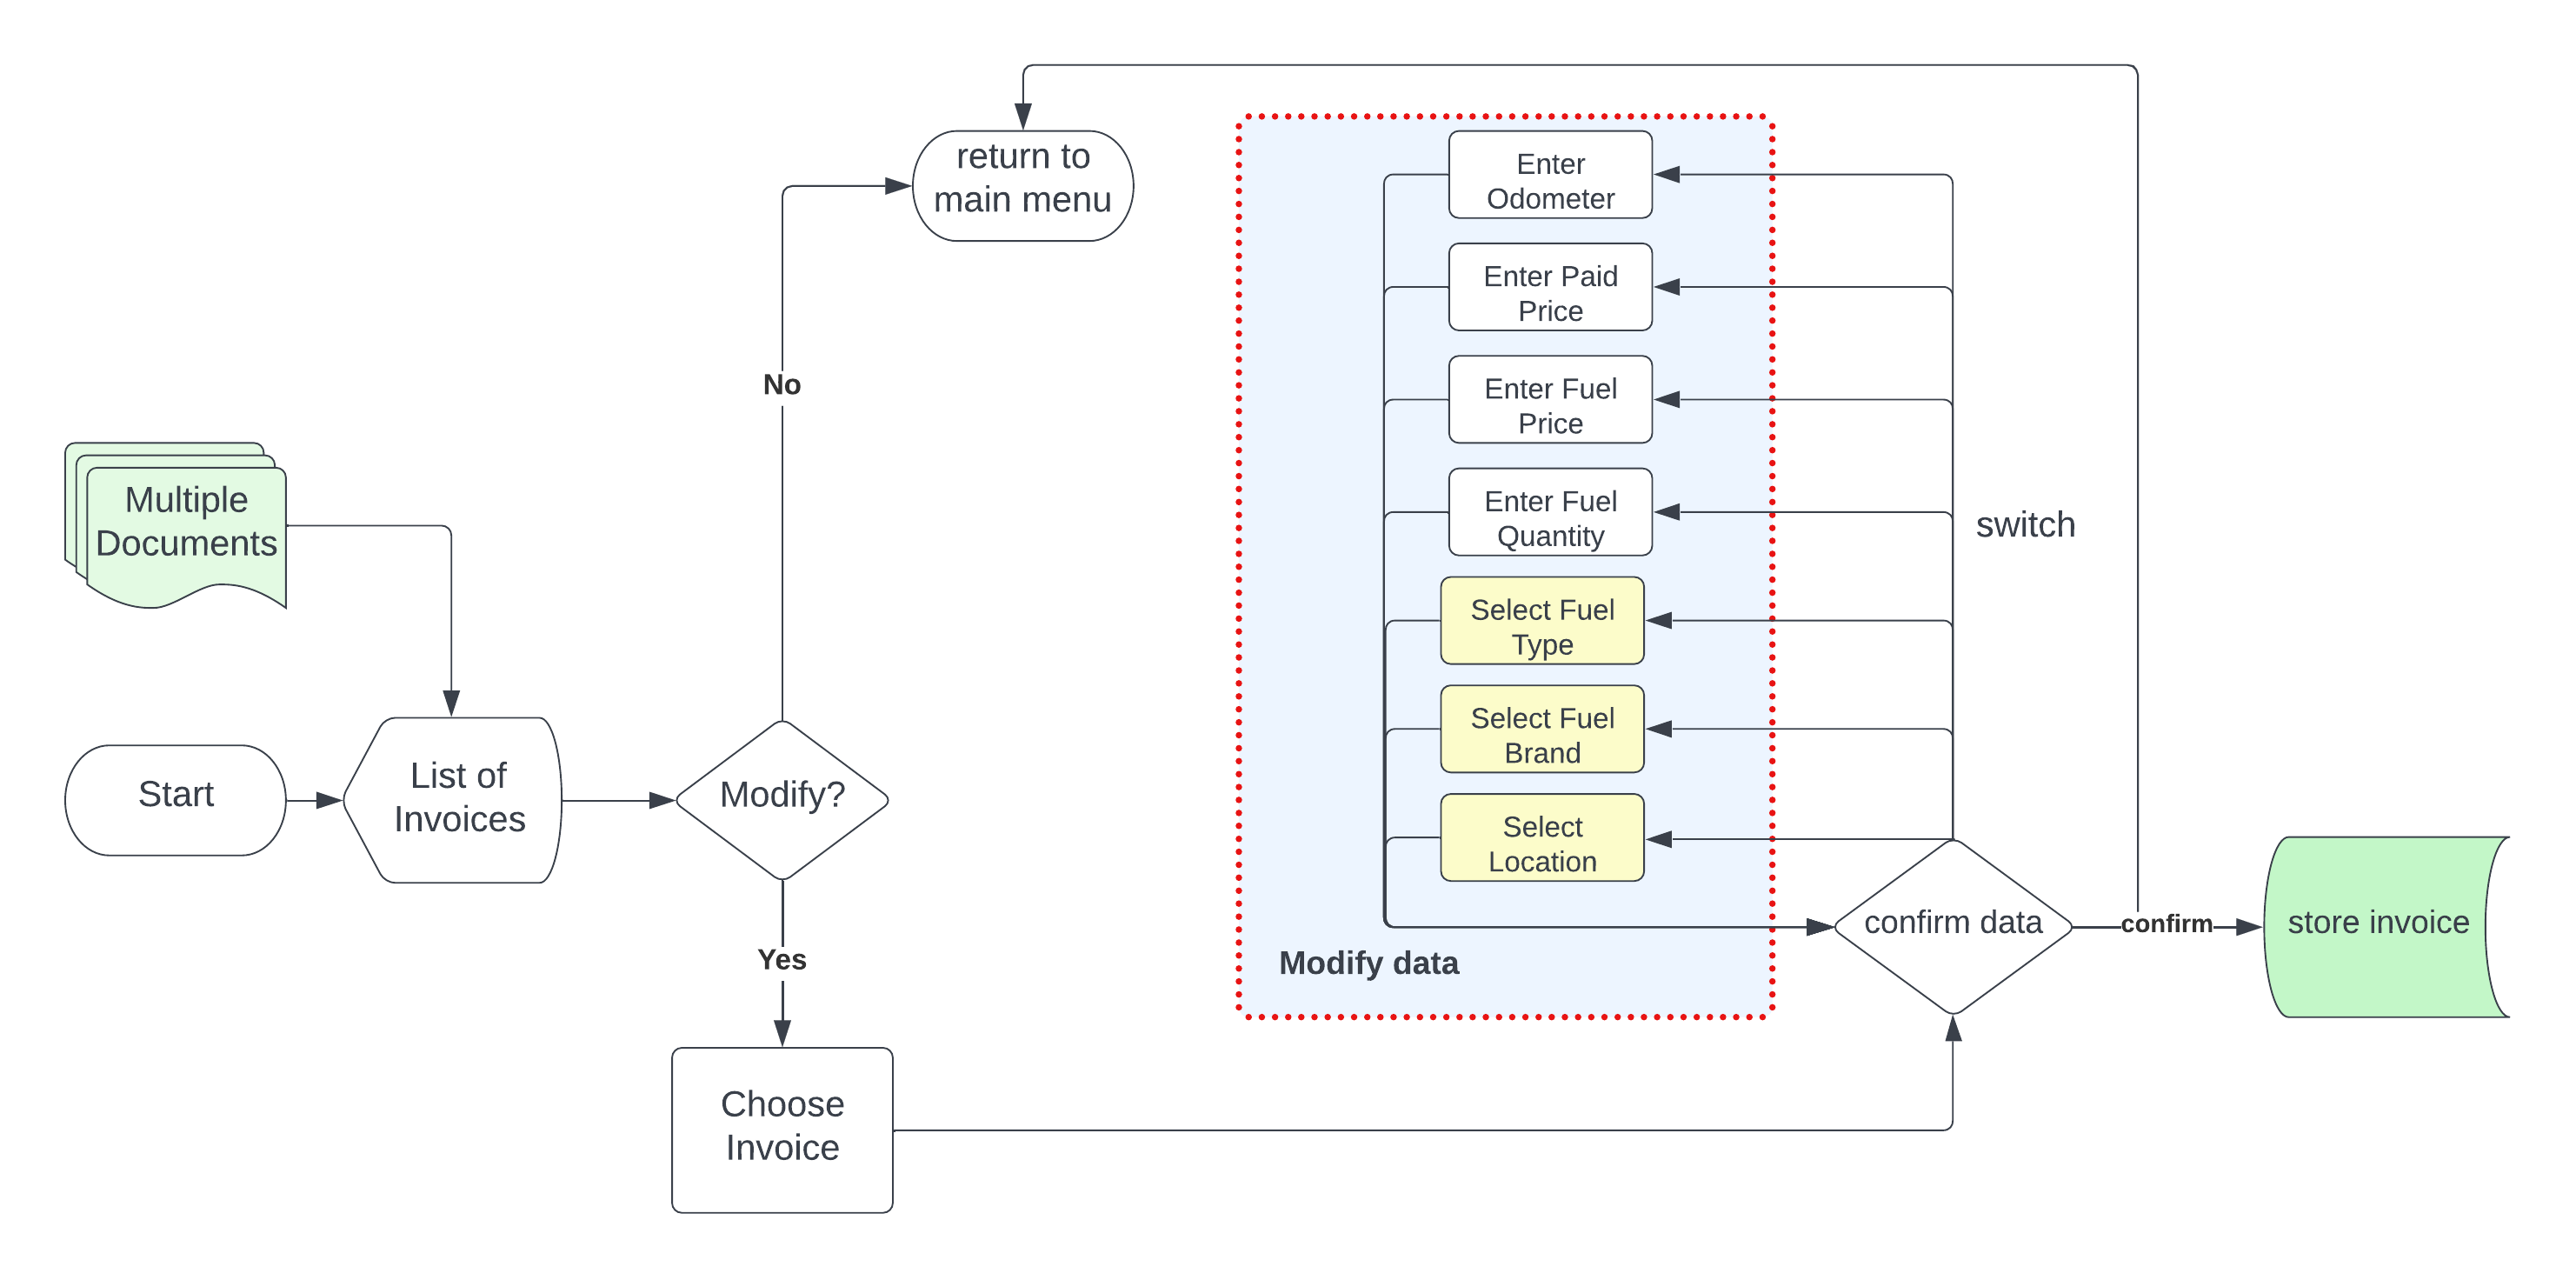 return to
main menu
Enter
Odometer
Enter Paid
Price
Enter Fuel
Price
Enter Fuel
Quantity
Select Fuel
Type
Select Fuel
Brand
Select
Location
Modify data
switch
No
Multiple
Documents
Start
List of
Invoices
Modify?
Yes
Choose
Invoice
confirm data
confirm
store invoice